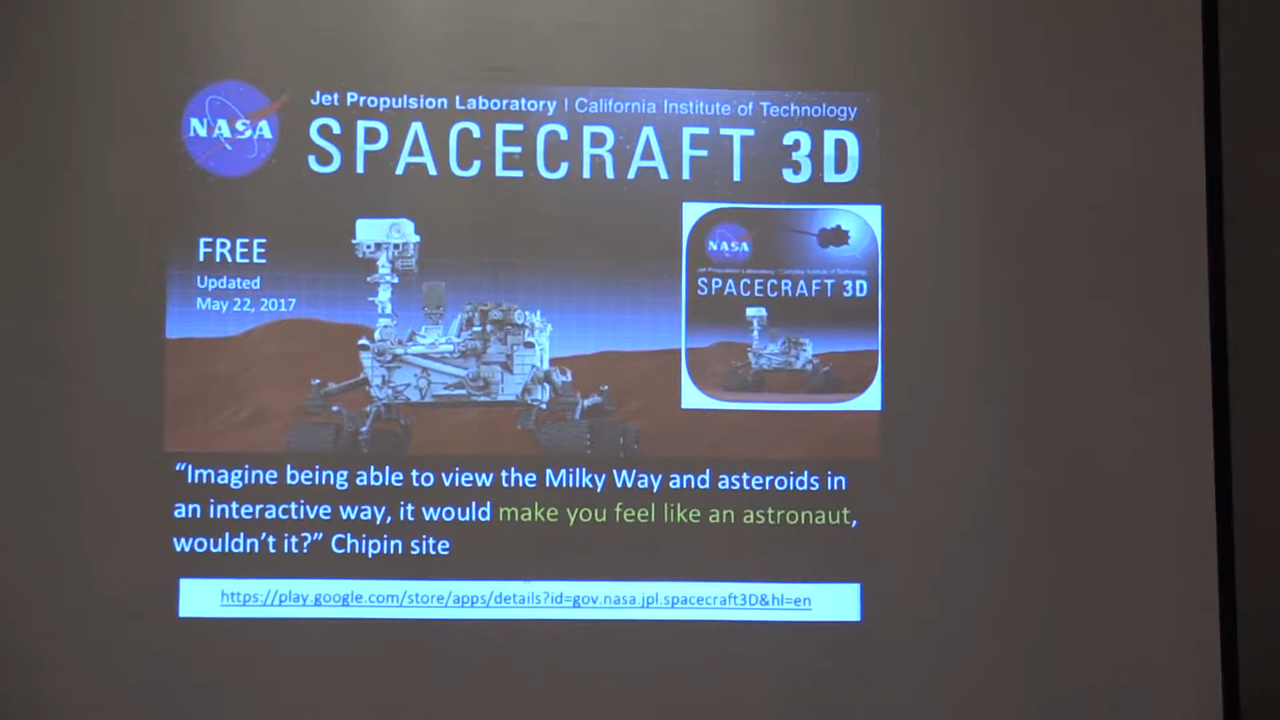 NASA
Jet Propulsion Laboratory | California Institute of Technology
SPACECRAFT 3D
FREE
Updated
May 22, 2017
NASA
Jet Propulsion Laboratory California Institute of Technology
SPACECRAFT 3D
“Imagine being able to view the Milky Way and asteroids in
an interactive way, it would make you feel like an astronaut,
wouldn’t it?” Chipin site
https://play.google.com/store/apps/details?id=gov.nasa.jpl.spacecraft3D&hl=en